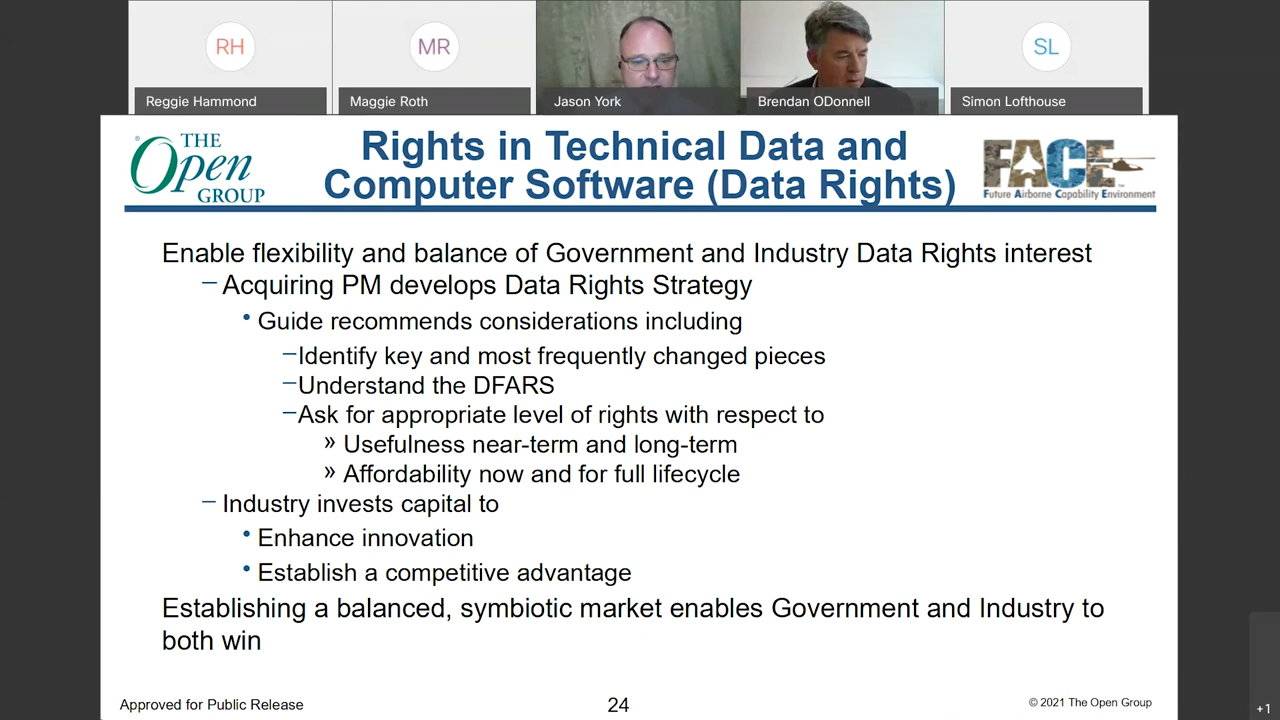 RH
MR
SL
Reggie Hammond
Maggie Roth
Jason York
Brendan ODonnell
Simon Lofthouse
® THE
Open
GROUP
Rights in Technical Data and
Computer Software (Data Rights)
FACE™
Future Airborne Capability Environment
Enable flexibility and balance of Government and Industry Data Rights interest
– Acquiring PM develops Data Rights Strategy
• Guide recommends considerations including
–Identify key and most frequently changed pieces
–Understand the DFARS
–Ask for appropriate level of rights with respect to
» Usefulness near-term and long-term
» Affordability now and for full lifecycle
– Industry invests capital to
• Enhance innovation
• Establish a competitive advantage
Establishing a balanced, symbiotic market enables Government and Industry to
both win
Approved for Public Release
24
© 2021 The Open Group
+1